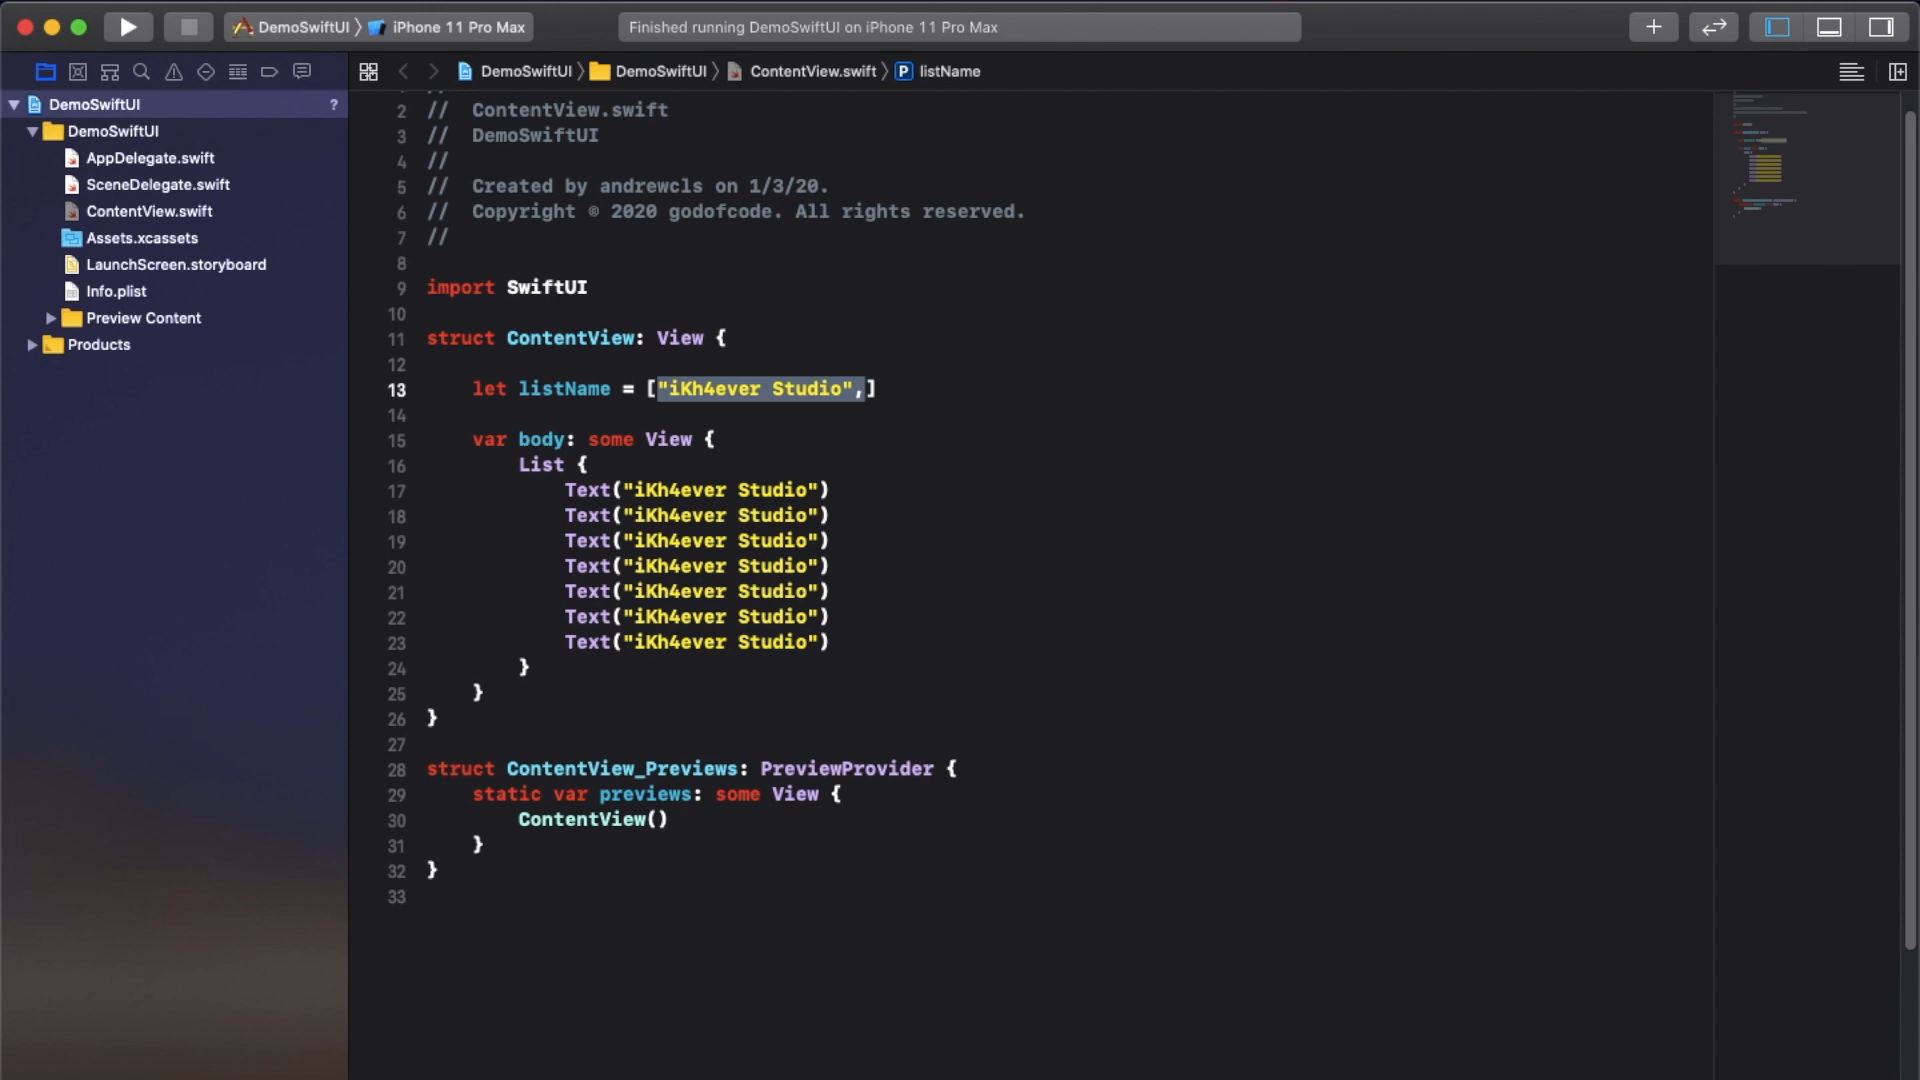 DemoSwiftUI 〉 iPhone 11 Pro Max
Finished running DemoSwiftUI on iPhone 11 Pro Max
DemoSwiftUI 〉 DemoSwiftUI 〉 ContentView.swift 〉 P listName
DemoSwiftUI ?
DemoSwiftUI
AppDelegate.swift
SceneDelegate.swift
ContentView.swift
Assets.xcassets
LaunchScreen.storyboard
Info.plist
Preview Content
Products
2 //  ContentView.swift
3 //  DemoSwiftUI
4 //
5 //  Created by andrewcls on 1/3/20.
6 //  Copyright © 2020 godofcode. All rights reserved.
7 //
8
9 import SwiftUI
10
11 struct ContentView: View {
12
13     let listName = ["iKh4ever Studio",]
14
15     var body: some View {
16         List {
17             Text("iKh4ever Studio")
18             Text("iKh4ever Studio")
19             Text("iKh4ever Studio")
20             Text("iKh4ever Studio")
21             Text("iKh4ever Studio")
22             Text("iKh4ever Studio")
23             Text("iKh4ever Studio")
24         }
25     }
26 }
27
28 struct ContentView_Previews: PreviewProvider {
29     static var previews: some View {
30         ContentView()
31     }
32 }
33